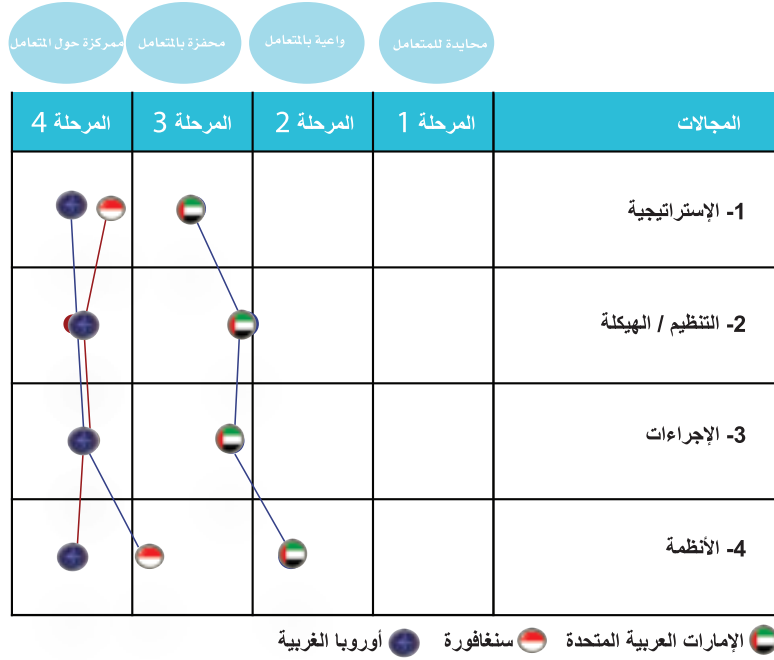 محايدة للمتعامل
واعية بالمتعامل
محفزة بالمتعامل
ممركزة حول المتعامل
المجالات
المرحلة 1
المرحلة 2
المرحلة 3
المرحلة 4
1- الإستراتيجية
2- التنظيم / الهيكلة
3- الإجراءات
4- الأنظمة
الإمارات العربية المتحدة
سنغافورة
أوروبا الغربية